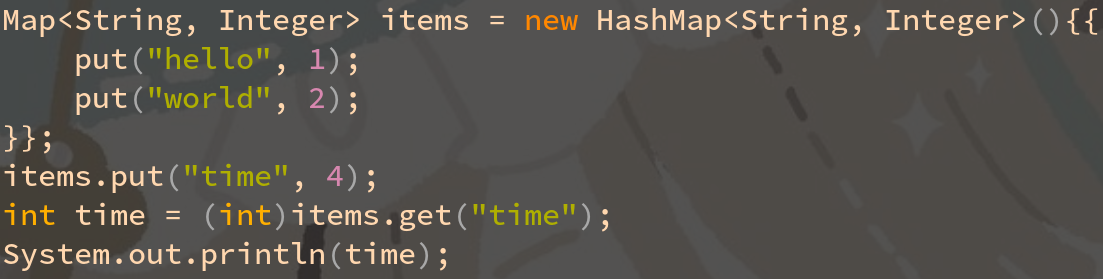 Map<String, Integer> items = new HashMap<String, Integer>(){{
    put("hello", 1);
    put("world", 2);
}};
items.put("time", 4);
int time = (int)items.get("time");
System.out.println(time);